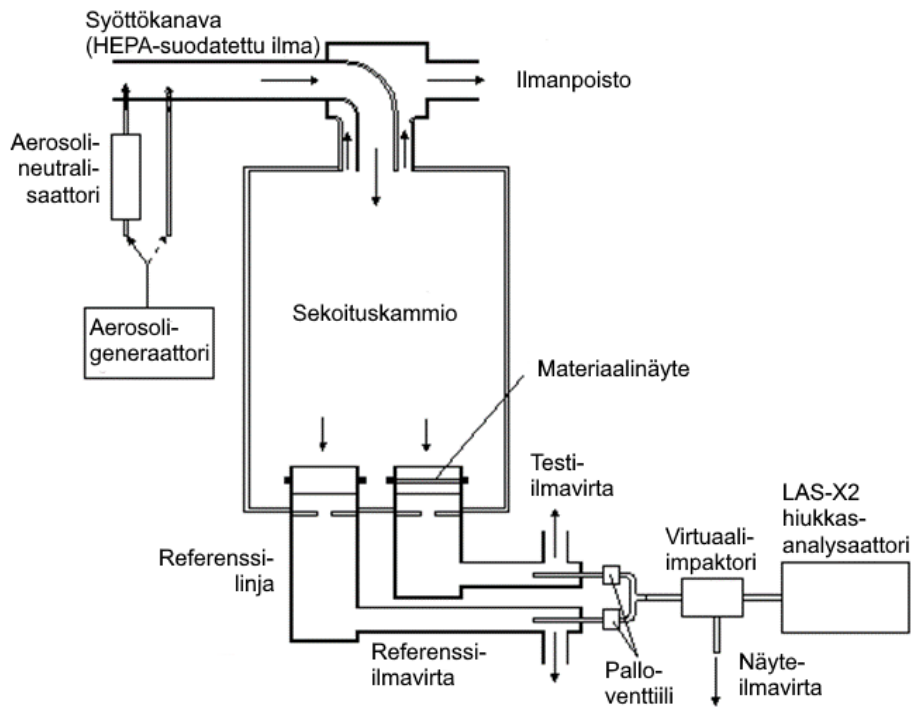 Syöttökanava
(HEPA-suodatettu ilma)
Ilmanpoisto
Aerosoli-
neutrali-
saattori
Sekoituskammio
Aerosoli-
generaattori
Materiaalinäyte
Testi-
ilmavirta
LAS-X2
hiukkas-
analysaattori
Virtuaali-
impaktori
Referenssi-
linja
Referenssi-
ilmavirta
Pallo-
venttiili
Näyte-
ilmavirta